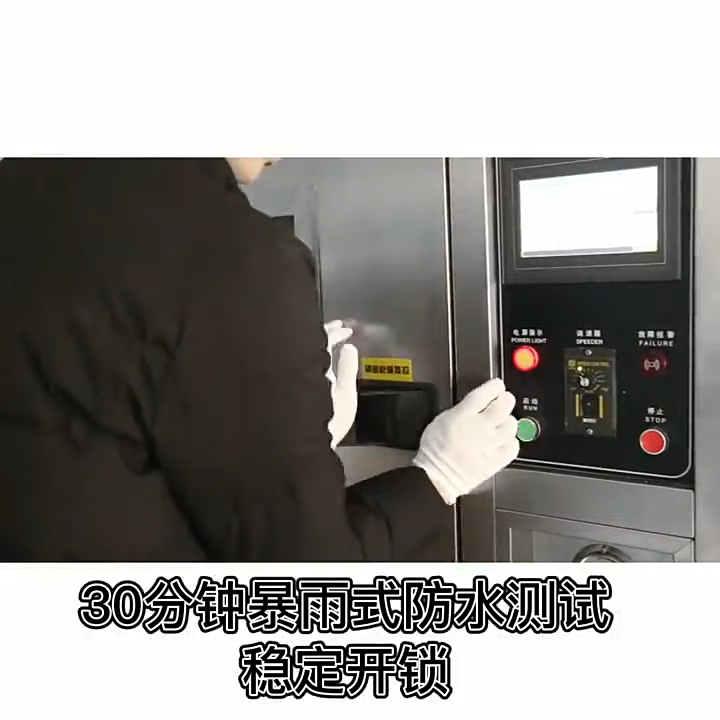 电源指示
POWER LIGHT
调速器
SPEEDER
故障报警
FAILURE
启动
RUN
停止
STOP
30分钟暴雨式防水测试
稳定开锁